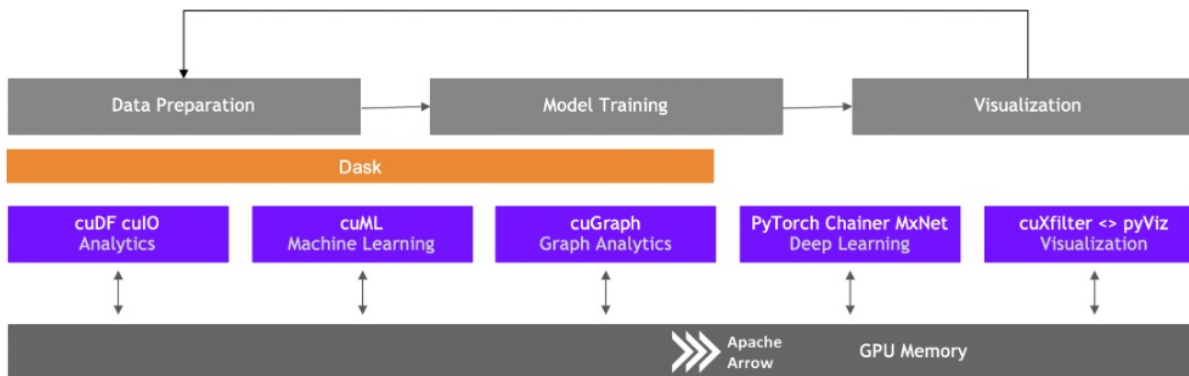 Data Preparation
Model Training
Visualization
Dask
cuDF cuIO
Analytics
cuML
Machine Learning
cuGraph
Graph Analytics
PyTorch Chainer MxNet
Deep Learning
cuXfilter <> pyViz
Visualization
Apache
Arrow
GPU Memory